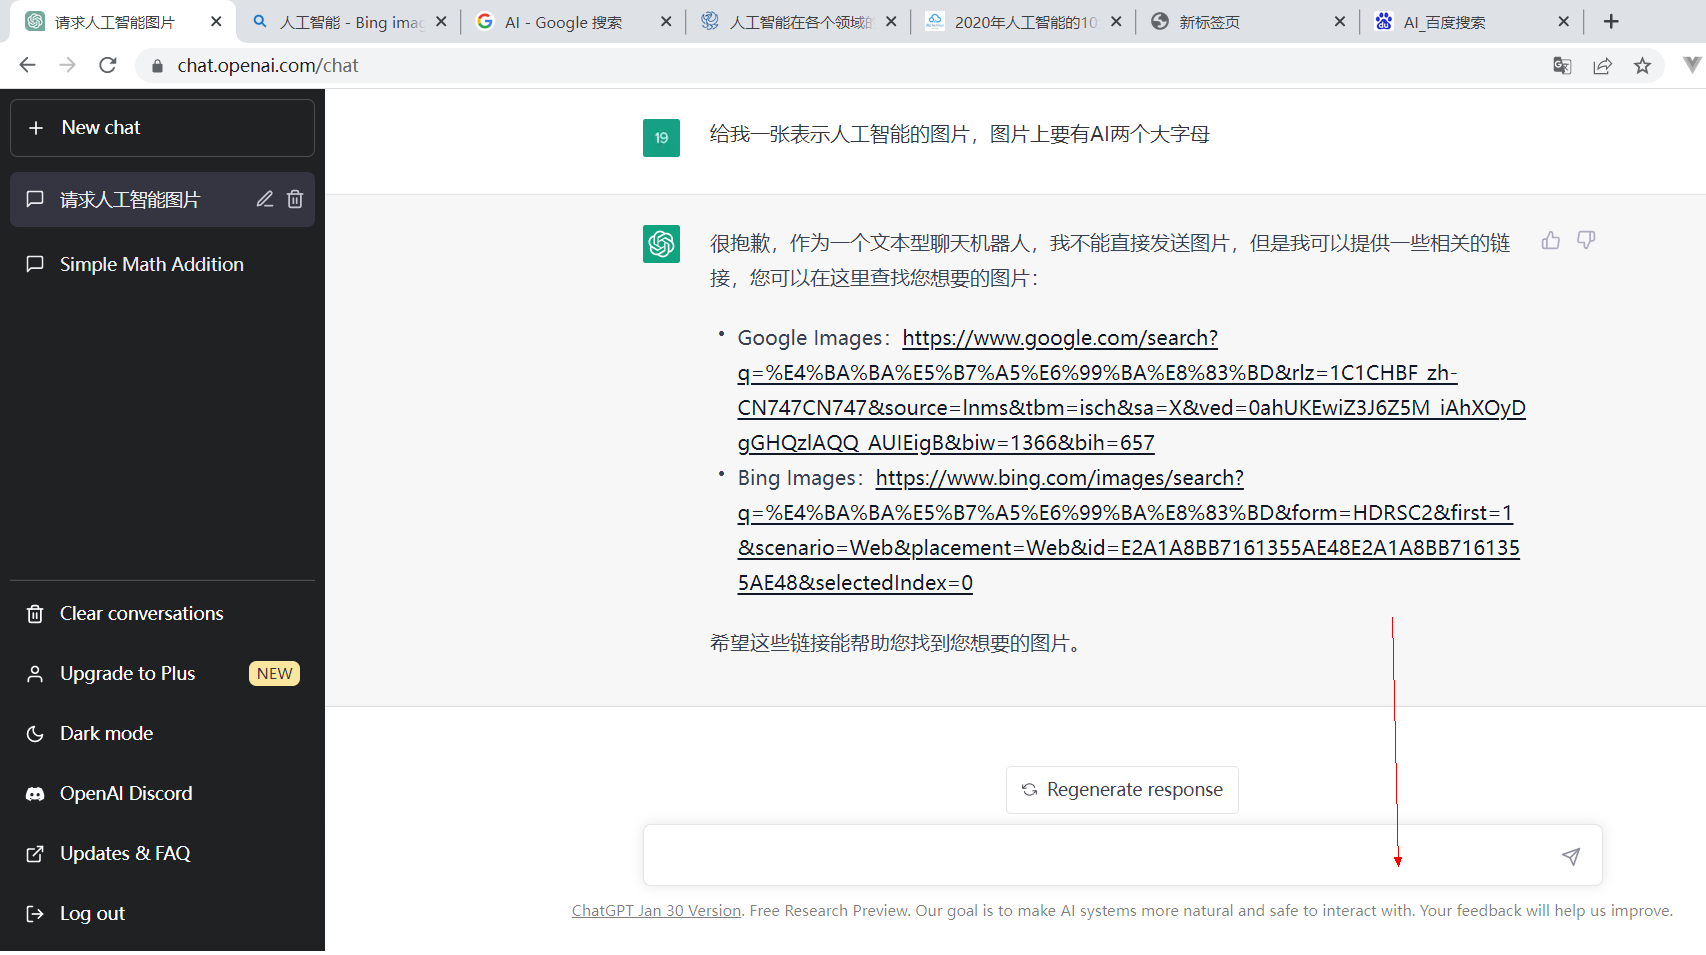 请求人工智能图片
人工智能 - Bing imag
AI - Google 搜索
人工智能在各个领域的
2020年人工智能的10
新标签页
AI_百度搜索
chat.openai.com/chat
New chat
请求人工智能图片
Simple Math Addition
Clear conversations
Upgrade to Plus
NEW
Dark mode
OpenAI Discord
Updates & FAQ
Log out
19
给我一张表示人工智能的图片，图片上要有AI两个大字母
很抱歉，作为一个文本型聊天机器人，我不能直接发送图片，但是我可以提供一些相关的链
接，您可以在这里查找您想要的图片：
• Google Images：https://www.google.com/search?
q=%E4%BA%BA%E5%B7%A5%E6%99%BA%E8%83%BD&rlz=1C1CHBF_zh-
CN747CN747&source=lnms&tbm=isch&sa=X&ved=0ahUKEwiZ3J6Z5M_iAhXOyD
gGHQzlAQQ_AUIEigB&biw=1366&bih=657
• Bing Images：https://www.bing.com/images/search?
q=%E4%BA%BA%E5%B7%A5%E6%99%BA%E8%83%BD&form=HDRSC2&first=1
&scenario=Web&placement=Web&id=E2A1A8BB7161355AE48E2A1A8BB716135
5AE48&selectedIndex=0
希望这些链接能帮助您找到您想要的图片。
Regenerate response
ChatGPT Jan 30 Version. Free Research Preview. Our goal is to make AI systems more natural and safe to interact with. Your feedback will help us improve.